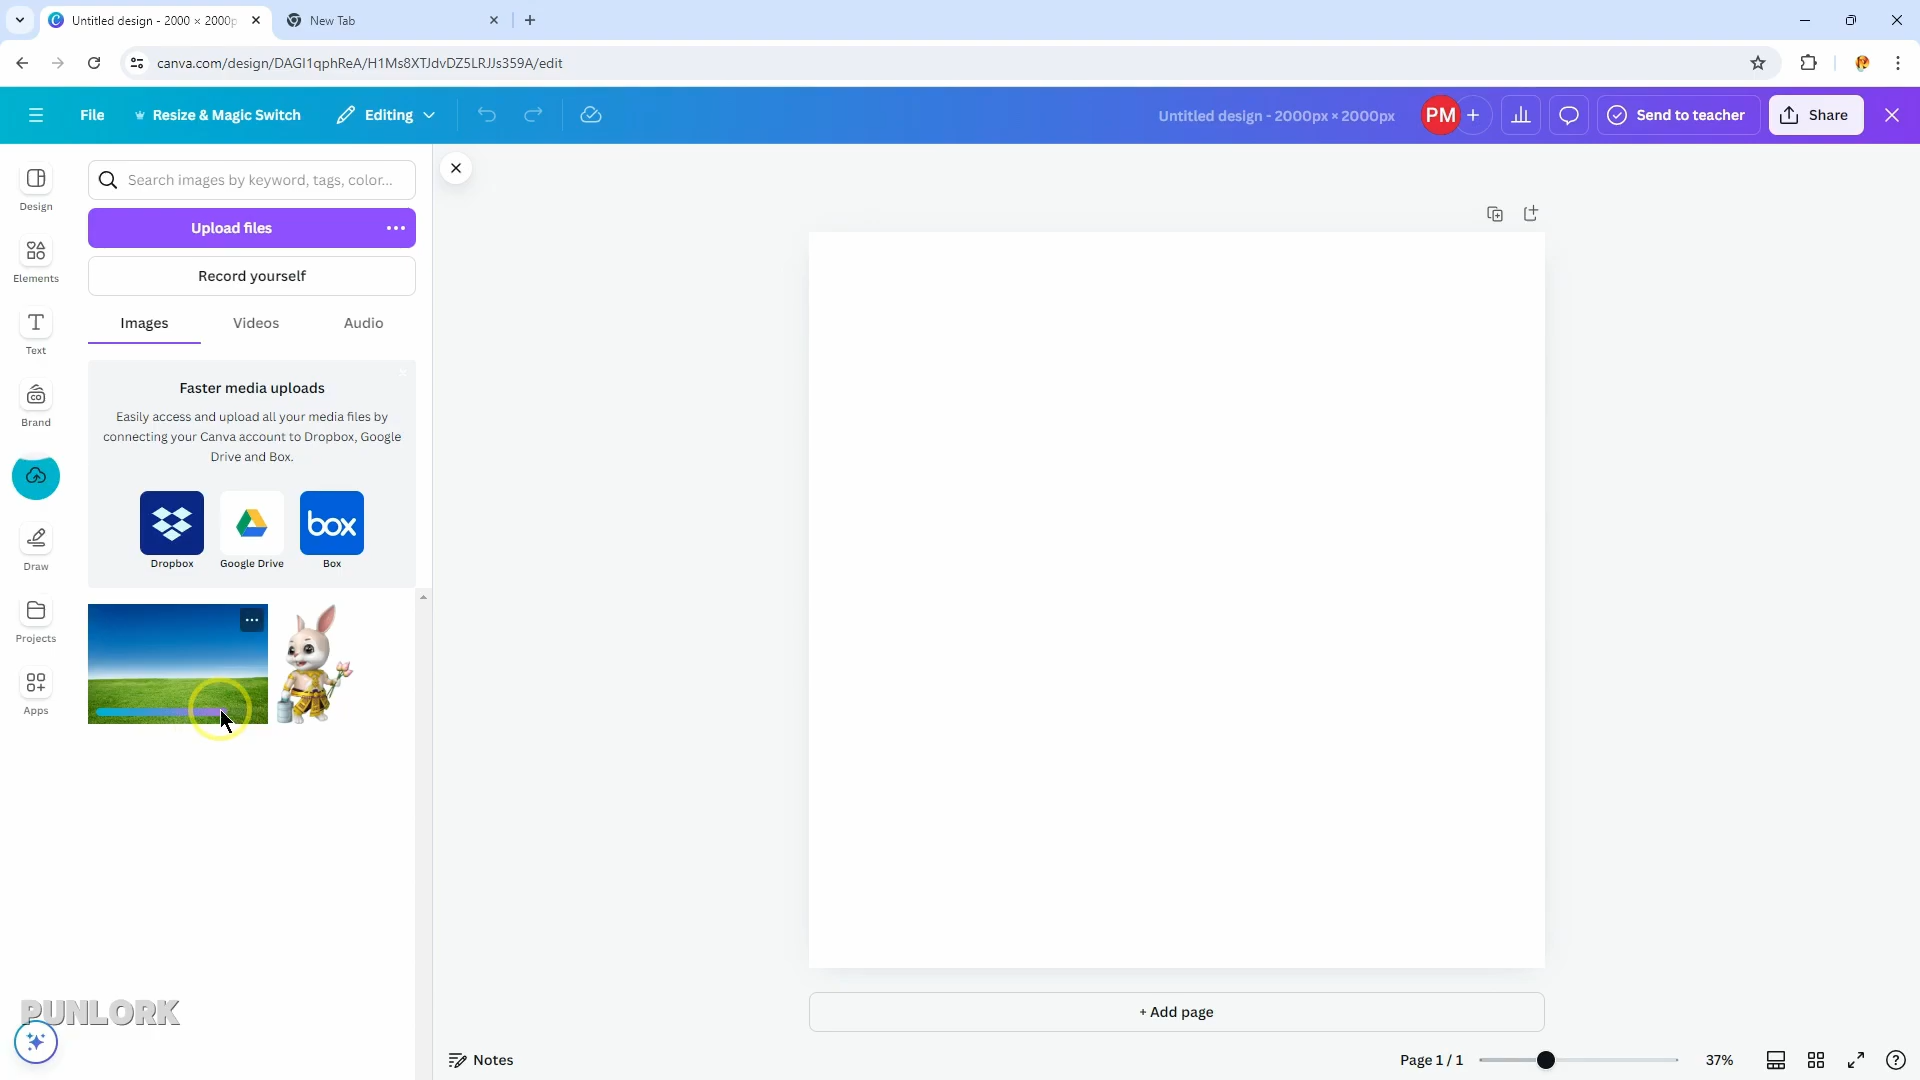 Untitled design - 2000 × 2000p
New Tab
canva.com/design/DAGI1qphReA/H1Ms8XTJdvDZ5LRJJs359A/edit
File
Resize & Magic Switch
Editing
Untitled design - 2000px × 2000px
PM
Send to teacher
Share
Design
Elements
Text
Brand
Draw
Projects
Apps
Search images by keyword, tags, color...
Upload files
Record yourself
Images
Videos
Audio
Faster media uploads
Easily access and upload all your media files by
connecting your Canva account to Dropbox, Google
Drive and Box.
box
Dropbox
Google Drive
Box
PUNLORK
+ Add page
Notes
Page 1 / 1
37%